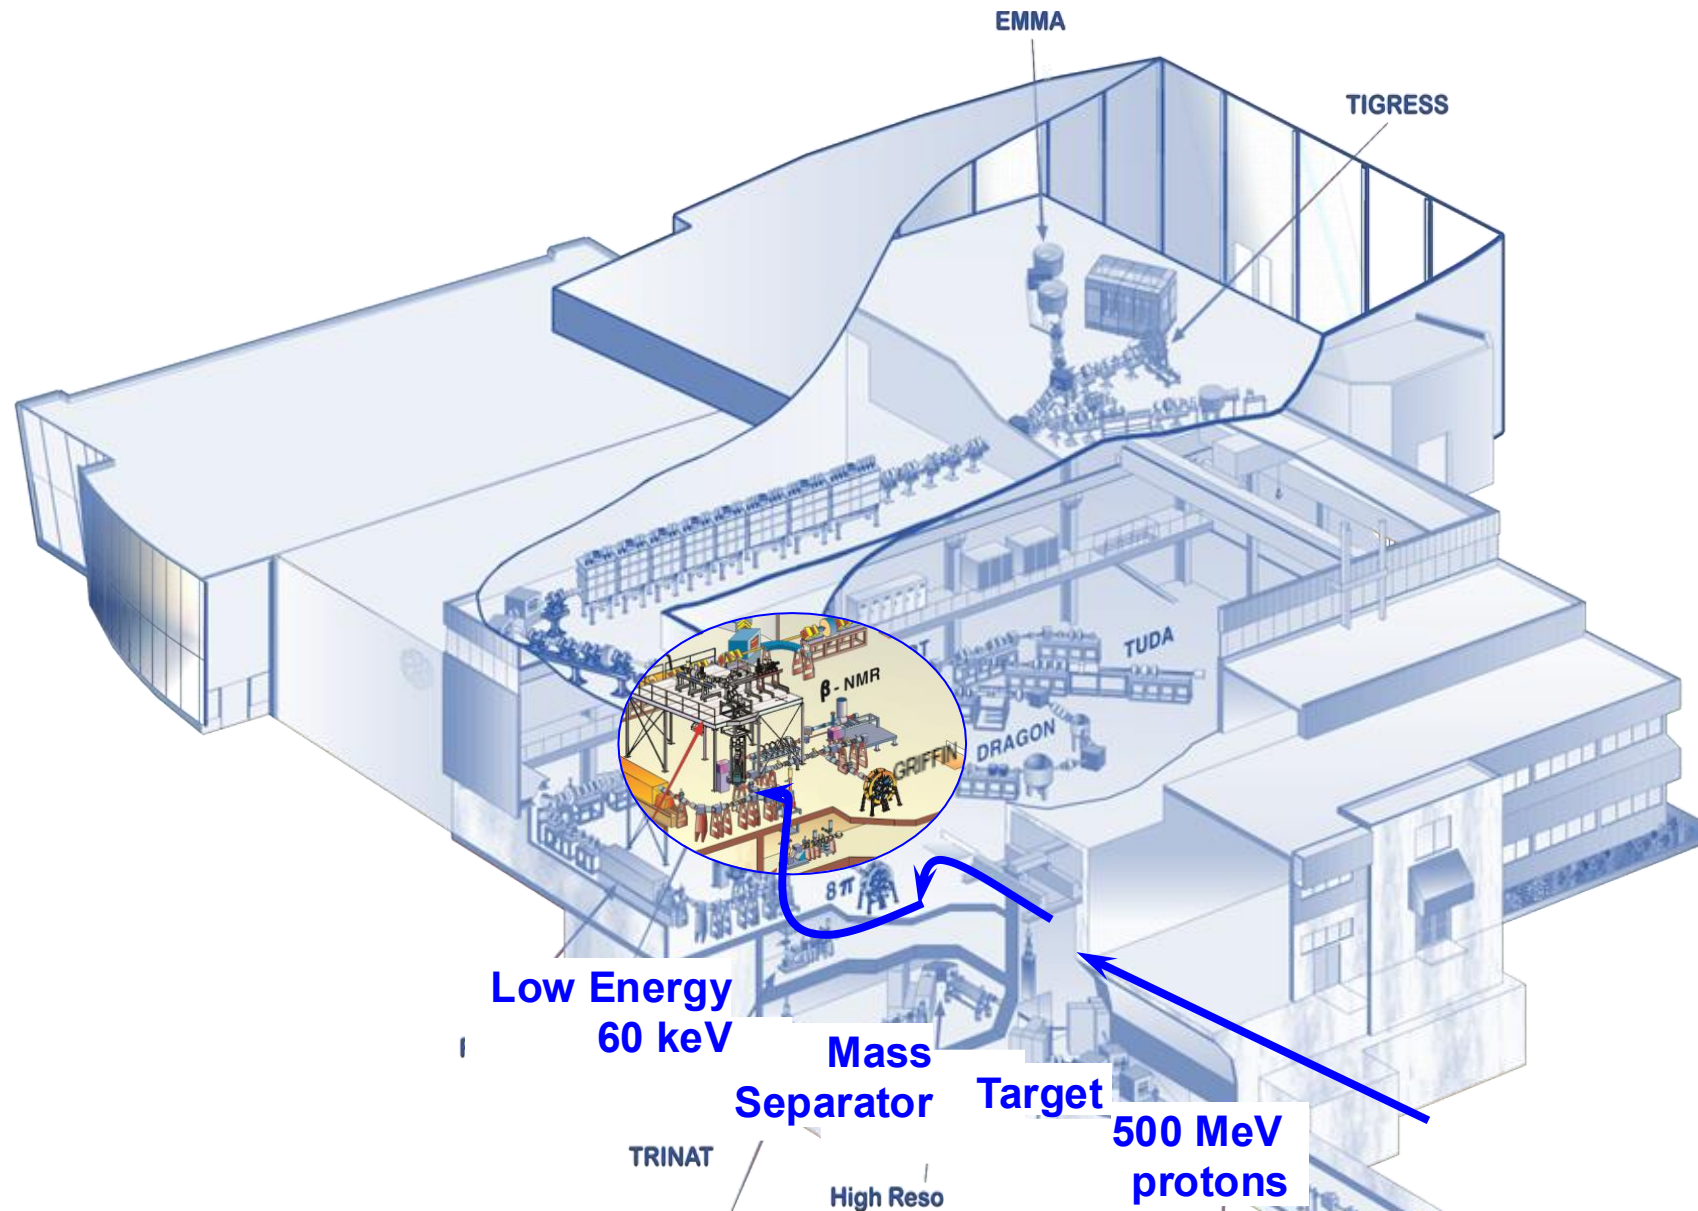 EMMA
TIGRESS
TUDA
β - NMR
DRAGON
GRIFFIN
8π
Low Energy
60 keV
Mass
Separator
Target
500 MeV
protons
TRINAT
High Reso